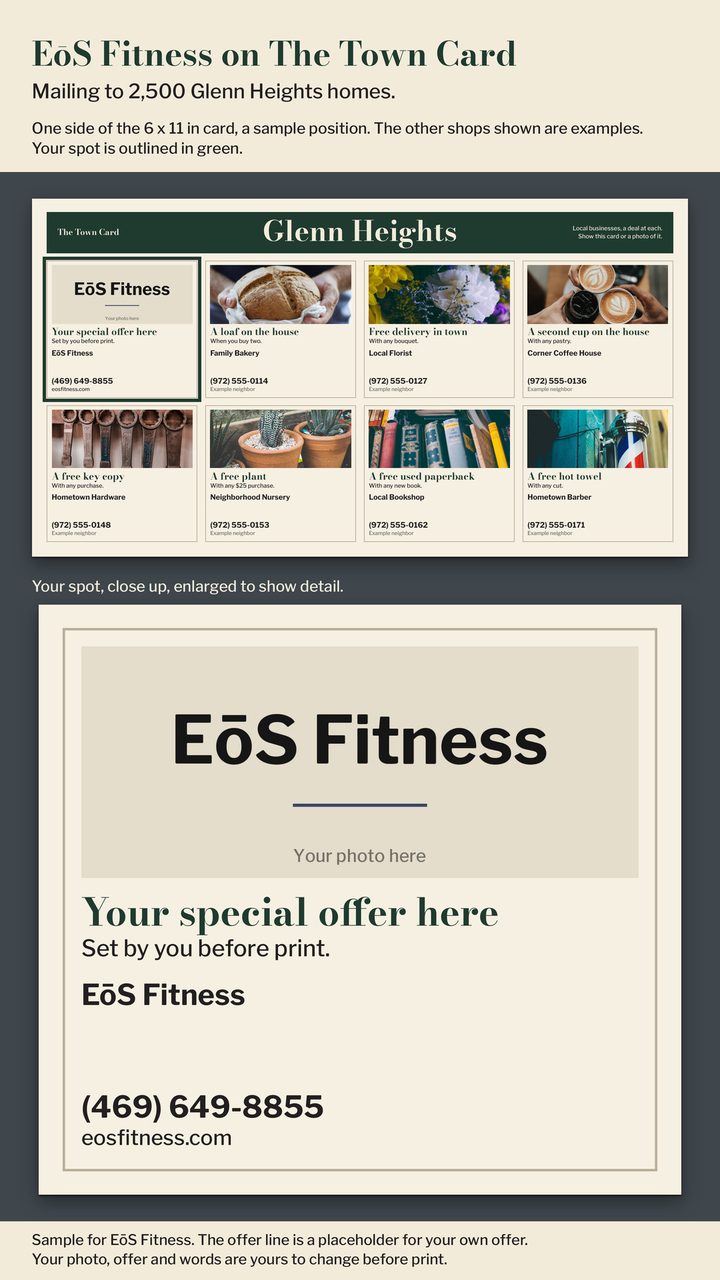 EōS Fitness on The Town Card
Mailing to 2,500 Glenn Heights homes.
One side of the 6 x 11 in card, a sample position. The other shops shown are examples.
Your spot is outlined in green.
The Town Card
Glenn Heights
Local businesses, a deal at each.
Show this card or a photo of it.
EōS Fitness
Your photo here
Your special offer here
Set by you before print.
EōS Fitness
(469) 649-8855
eosfitness.com
A loaf on the house
When you buy two.
Family Bakery
(972) 555-0114
Example neighbor
Free delivery in town
With any bouquet.
Local Florist
(972) 555-0127
Example neighbor
A second cup on the house
With any pastry.
Corner Coffee House
(972) 555-0136
Example neighbor
A free key copy
With any purchase.
Hometown Hardware
(972) 555-0148
Example neighbor
A free plant
With any $25 purchase.
Neighborhood Nursery
(972) 555-0153
Example neighbor
A free used paperback
With any new book.
Local Bookshop
(972) 555-0162
Example neighbor
A free hot towel
With any cut.
Hometown Barber
(972) 555-0171
Example neighbor
Your spot, close up, enlarged to show detail.
EōS Fitness
Your photo here
Your special offer here
Set by you before print.
EōS Fitness
(469) 649-8855
eosfitness.com
Sample for EōS Fitness. The offer line is a placeholder for your own offer.
Your photo, offer and words are yours to change before print.